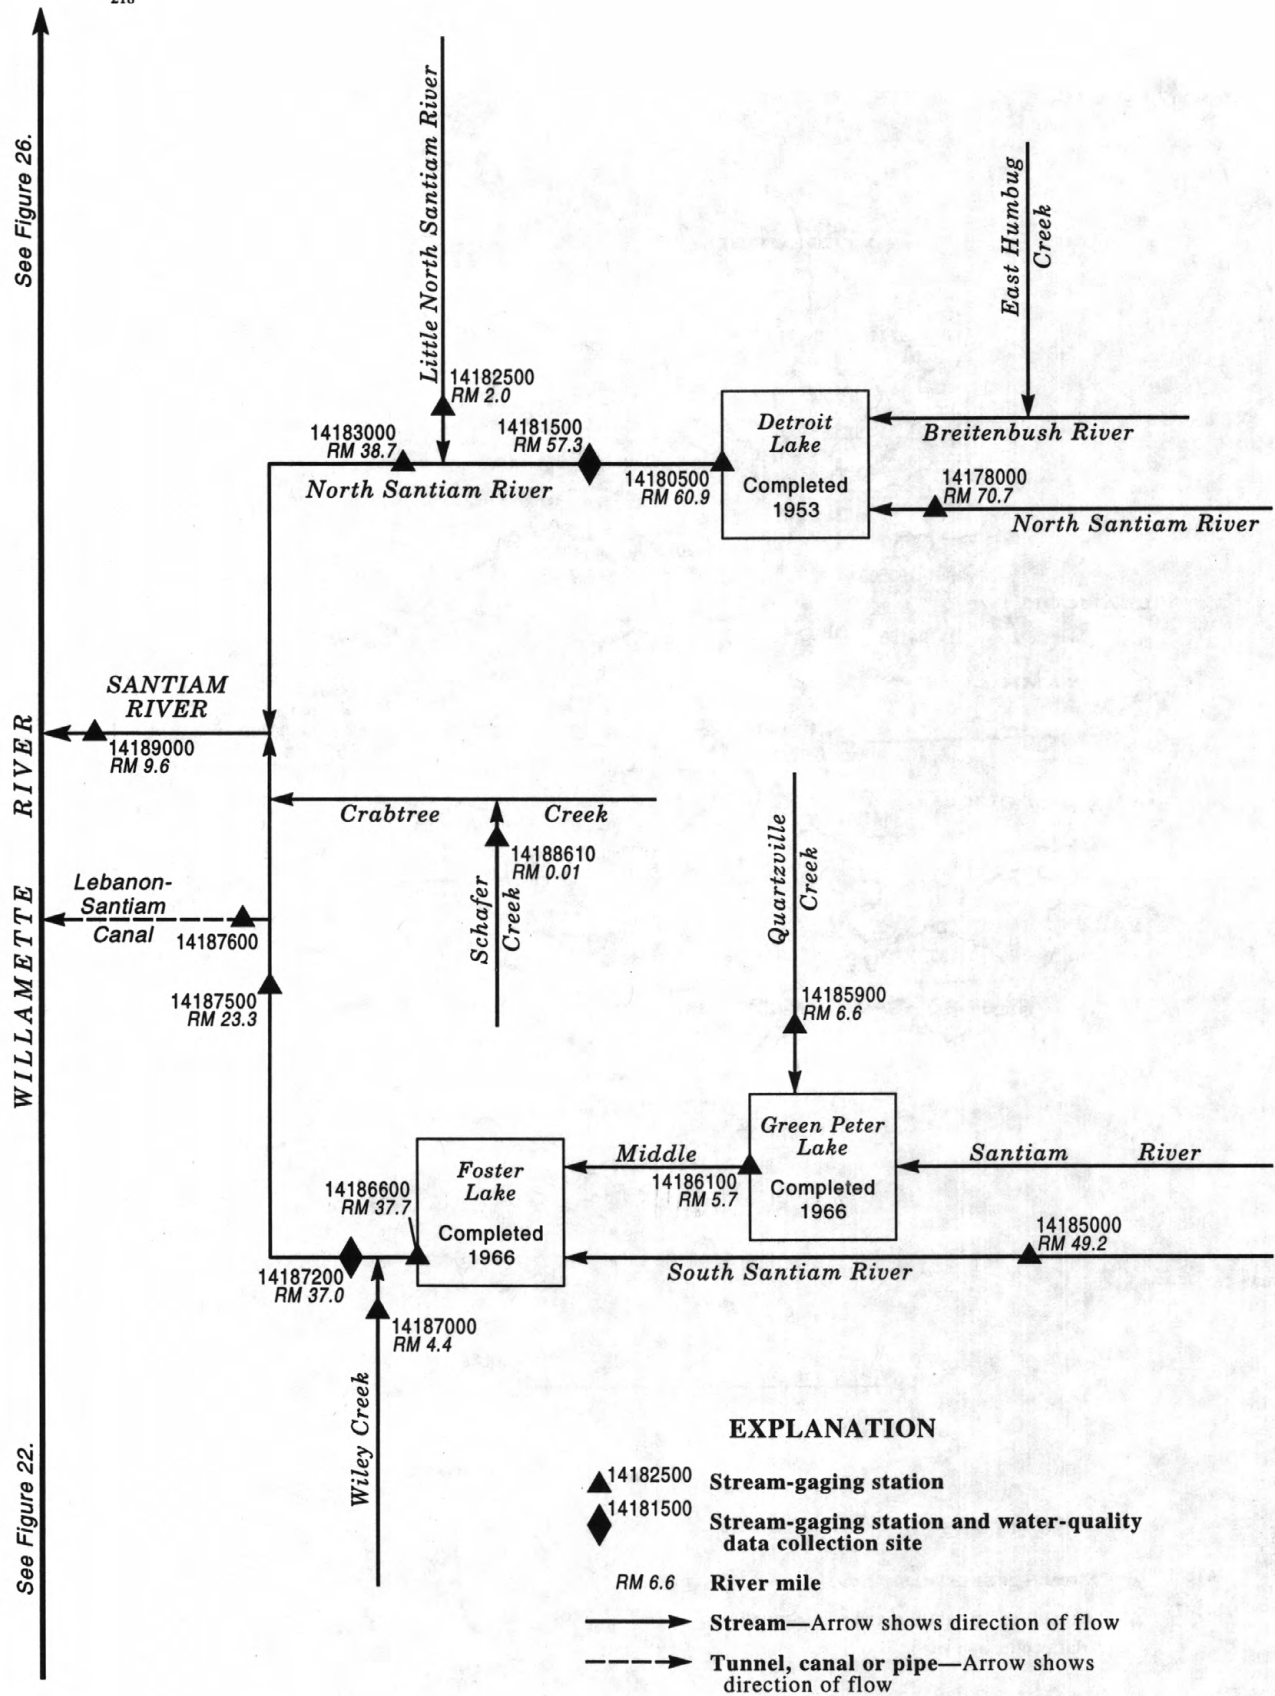 218
See Figure 26.
Little North Santiam River
East Humbug
Creek
14182500
RM 2.0
14183000
RM 38.7
14181500
RM 57.3
North Santiam River
14180500
RM 60.9
Detroit
Lake
Completed
1953
Breitenbush River
14178000
RM 70.7
North Santiam River
SANTIAM
RIVER
14189000
RM 9.6
WILLAMETTE RIVER
Crabtree Creek
14188610
RM 0.01
Schafer
Creek
Quartzville
Creek
Lebanon-
Santiam
Canal
14187600
14187500
RM 23.3
14185900
RM 6.6
Green Peter
Lake
Completed
1966
Middle Santiam River
14186100
RM 5.7
Foster
Lake
Completed
1966
14186600
RM 37.7
14185000
RM 49.2
South Santiam River
14187200
RM 37.0
14187000
RM 4.4
Wiley Creek
See Figure 22.
EXPLANATION
14182500 Stream-gaging station
14181500 Stream-gaging station and water-quality
data collection site
RM 6.6 River mile
Stream—Arrow shows direction of flow
Tunnel, canal or pipe—Arrow shows
direction of flow